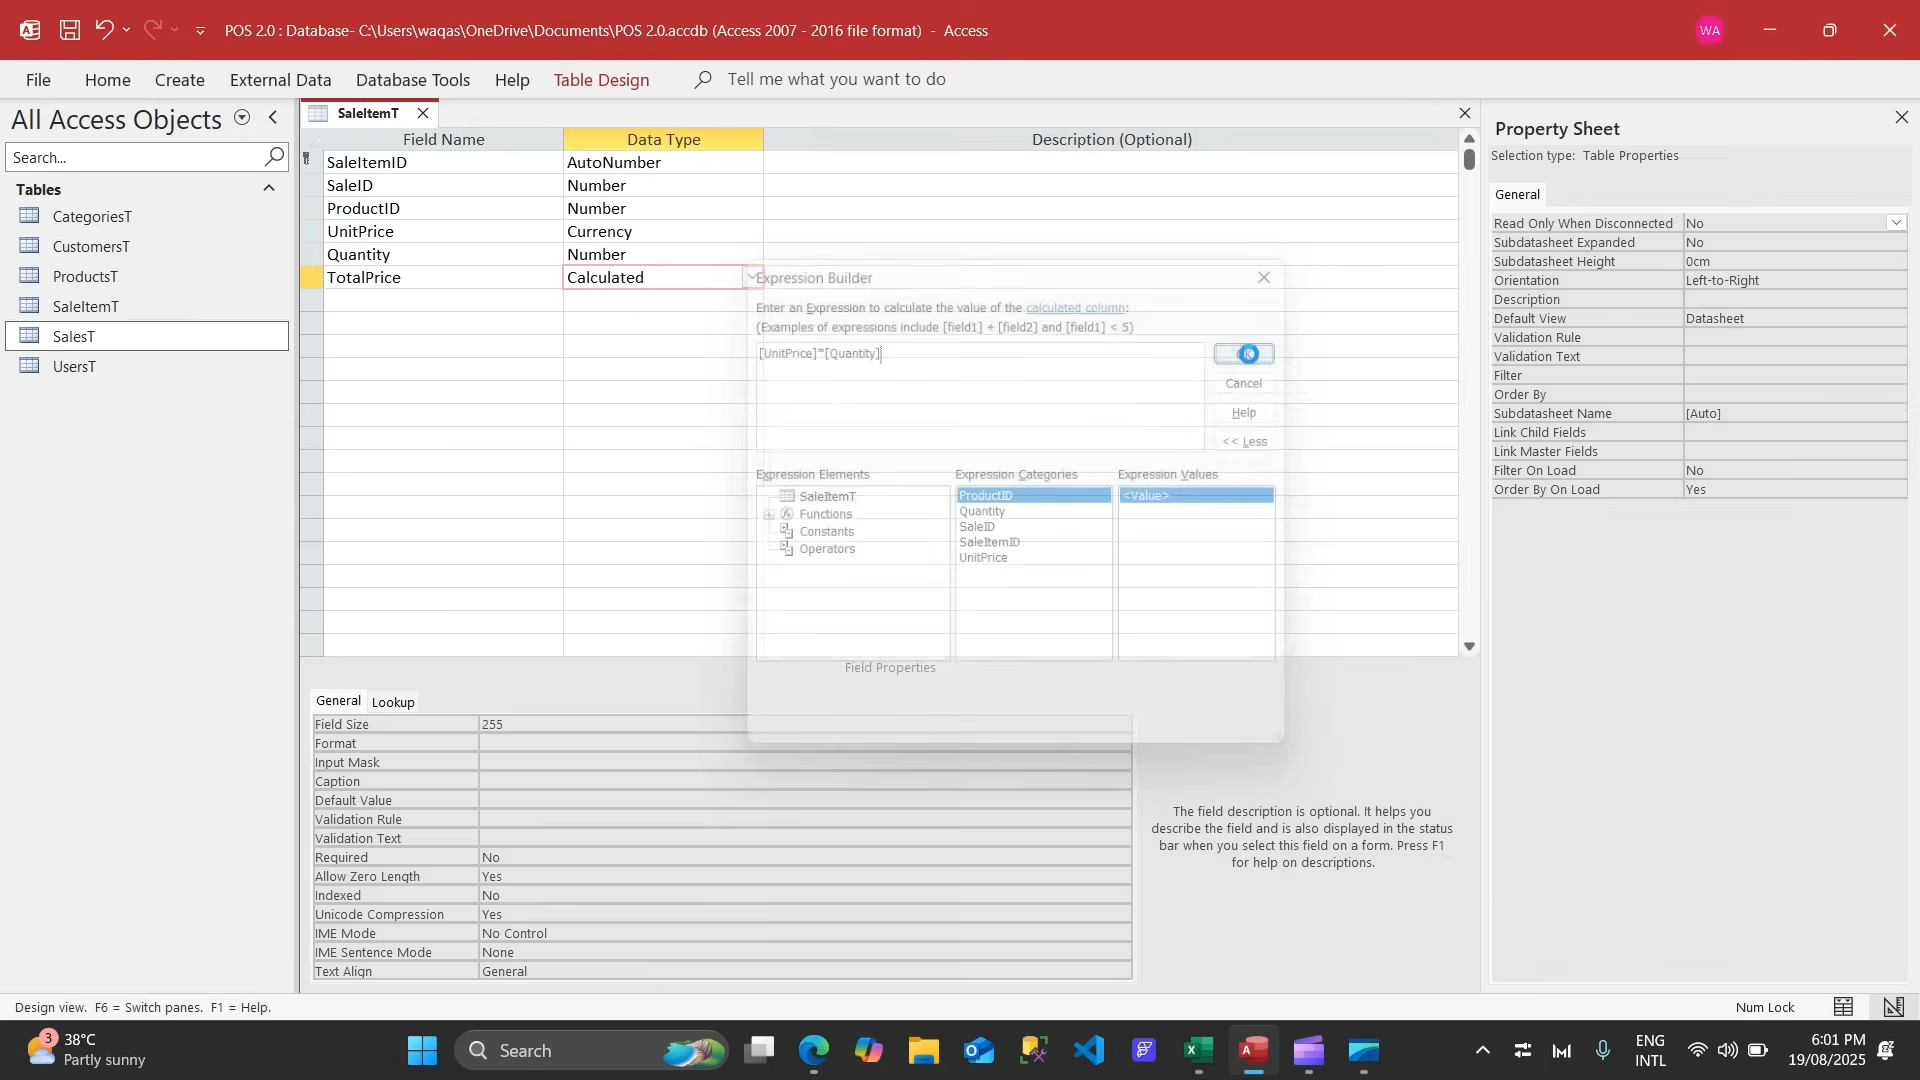 POS 2.0 : Database- C:\Users\waqas\OneDrive\Documents\POS 2.0.accdb (Access 2007 - 2016 file format) - Access
WA
File Home Create External Data Database Tools Help Table Design Tell me what you want to do
All Access Objects
Search...
Tables
CategoriesT
CustomersT
ProductsT
SaleItemT
SalesT
UsersT
SaleItemT
Field Name Data Type Description (Optional)
SaleItemID AutoNumber
SaleID Number
ProductID Number
UnitPrice Currency
Quantity Number
TotalPrice Calculated
Expression Builder
Enter an Expression to calculate the value of the calculated column:
(Examples of expressions include [field1] + [field2] and [field1] < 5)
[UnitPrice]*[Quantity]
Cancel
Help
<< Less
Expression Elements Expression Categories Expression Values
SaleItemT
Functions
Constants
Operators
ProductID
Quantity
SaleID
SaleItemID
UnitPrice
<Value>
Field Properties
General Lookup
Field Size 255
Format
Input Mask
Caption
Default Value
Validation Rule
Validation Text
Required No
Allow Zero Length Yes
Indexed No
Unicode Compression Yes
IME Mode No Control
IME Sentence Mode None
Text Align General
The field description is optional. It helps you
describe the field and is also displayed in the status
bar when you select this field on a form. Press F1
for help on descriptions.
Property Sheet
Selection type: Table Properties
General
Read Only When Disconnected No
Subdatasheet Expanded No
Subdatasheet Height 0cm
Orientation Left-to-Right
Description
Default View Datasheet
Validation Rule
Validation Text
Filter
Order By
Subdatasheet Name [Auto]
Link Child Fields
Link Master Fields
Filter On Load No
Order By On Load Yes
Design view. F6 = Switch panes. F1 = Help.
Num Lock
3
38°C
Partly sunny
Search
ENG
INTL
6:01 PM
19/08/2025